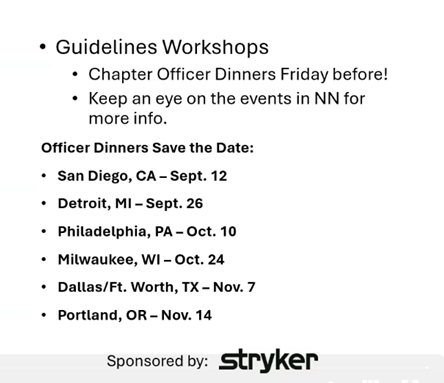 • Guidelines Workshops
• Chapter Officer Dinners Friday before!
• Keep an eye on the events in NN for
more info.
Officer Dinners Save the Date:
• San Diego, CA – Sept. 12
• Detroit, MI – Sept. 26
• Philadelphia, PA – Oct. 10
• Milwaukee, WI – Oct. 24
• Dallas/Ft. Worth, TX – Nov. 7
• Portland, OR – Nov. 14
Sponsored by: stryker